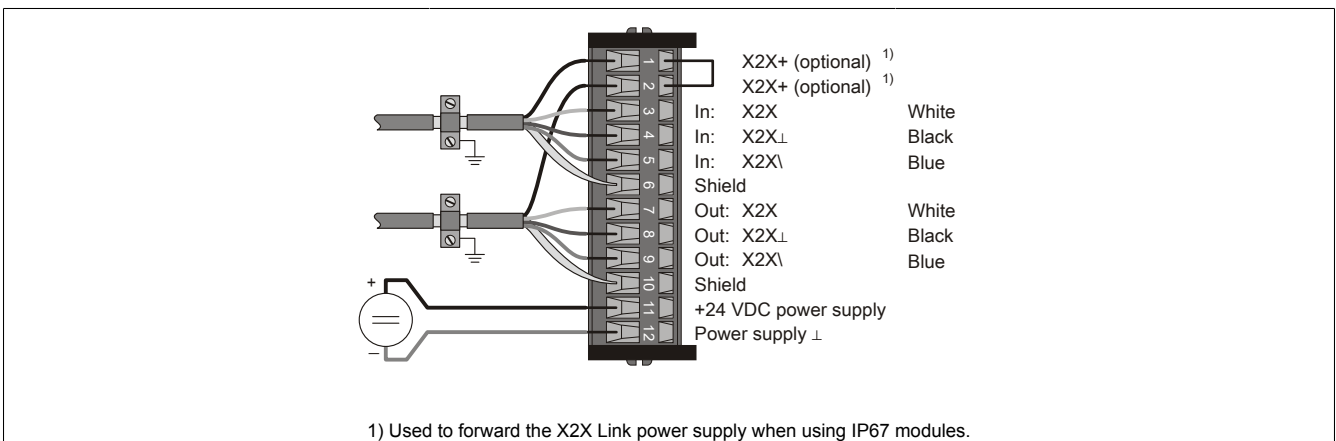 1 X2X+ (optional) 1)
2 X2X+ (optional) 1)
3 In: X2X White
4 In: X2X⊥ Black
5 In: X2X\ Blue
6 Shield
7 Out: X2X White
8 Out: X2X⊥ Black
9 Out: X2X\ Blue
10 Shield
+
11 +24 VDC power supply
12 Power supply ⊥
–
1) Used to forward the X2X Link power supply when using IP67 modules.